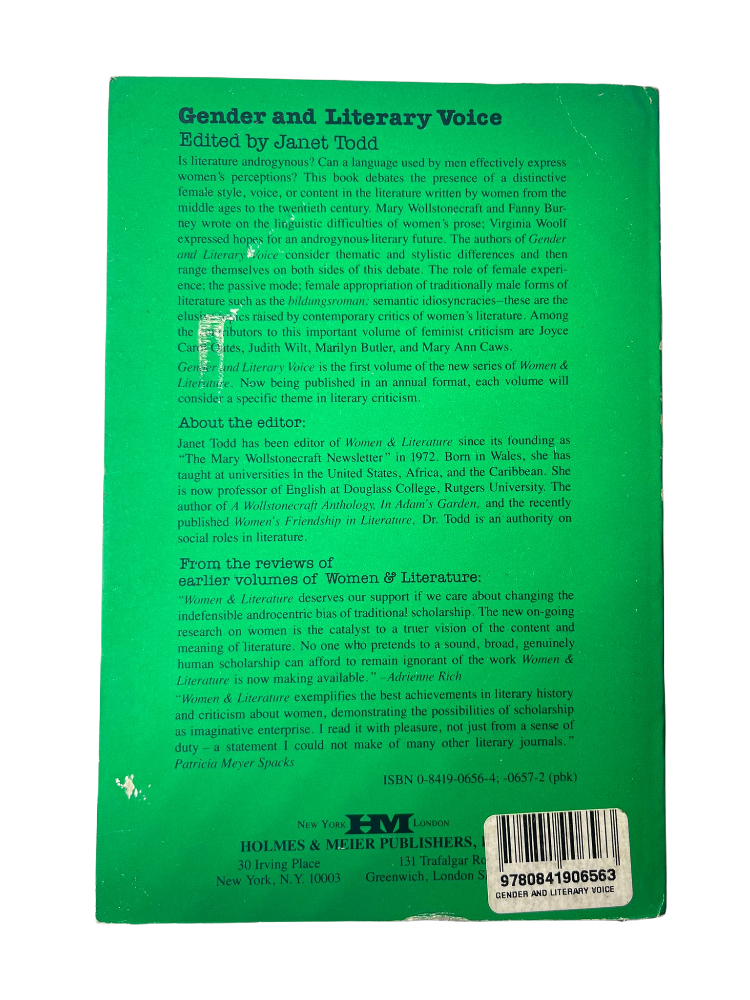 Gender and Literary Voice
Edited by Janet Todd
Is literature androgynous? Can a language used by men effectively express
women's perceptions? This book debates the presence of a distinctive
female style, voice, or content in the literature written by women from the
middle ages to the twentieth century. Mary Wollstonecraft and Fanny Bur-
ney wrote on the linguistic difficulties of women's prose; Virginia Woolf
expressed hopes for an androgynous literary future. The authors of Gender
and Literary Voice consider thematic and stylistic differences and then
range themselves on both sides of this debate. The role of female experi-
ence; the passive mode; female appropriation of traditionally male forms of
literature such as the bildungsroman; semantic idiosyncracies—these are the
raised by contemporary critics of women's literature. Among
the contributors to this important volume of feminist criticism are Joyce
Carol Oates, Judith Wilt, Marilyn Butler, and Mary Ann Caws.
Gender and Literary Voice is the first volume of the new series of Women &
Literature. Now being published in an annual format, each volume will
consider a specific theme in literary criticism.
About the editor:
Janet Todd has been editor of Women & Literature since its founding as
"The Mary Wollstonecraft Newsletter" in 1972. Born in Wales, she has
taught at universities in the United States, Africa, and the Caribbean. She
is now professor of English at Douglass College, Rutgers University. The
author of A Wollstonecraft Anthology, In Adam's Garden, and the recently
published Women's Friendship in Literature, Dr. Todd is an authority on
social roles in literature.
From the reviews of
earlier volumes of Women & Literature:
"Women & Literature deserves our support if we care about changing the
indefensible androcentric bias of traditional scholarship. The new on-going
research on women is the catalyst to a truer vision of the content and
meaning of literature. No one who pretends to a sound, broad, genuinely
human scholarship can afford to remain ignorant of the work Women &
Literature is now making available." –Adrienne Rich
"Women & Literature exemplifies the best achievements in literary history
and criticism about women, demonstrating the possibilities of scholarship
as imaginative enterprise. I read it with pleasure, not just from a sense of
duty – a statement I could not make of many other literary journals."
Patricia Meyer Spacks
ISBN 0-8419-0656-4; -0657-2 (pbk)
NEW YORK HM LONDON
HOLMES & MEIER PUBLISHERS,
30 Irving Place 131 Trafalgar
New York, N.Y. 10003 Greenwich, London
9780841906563
GENDER AND LITERARY VOICE